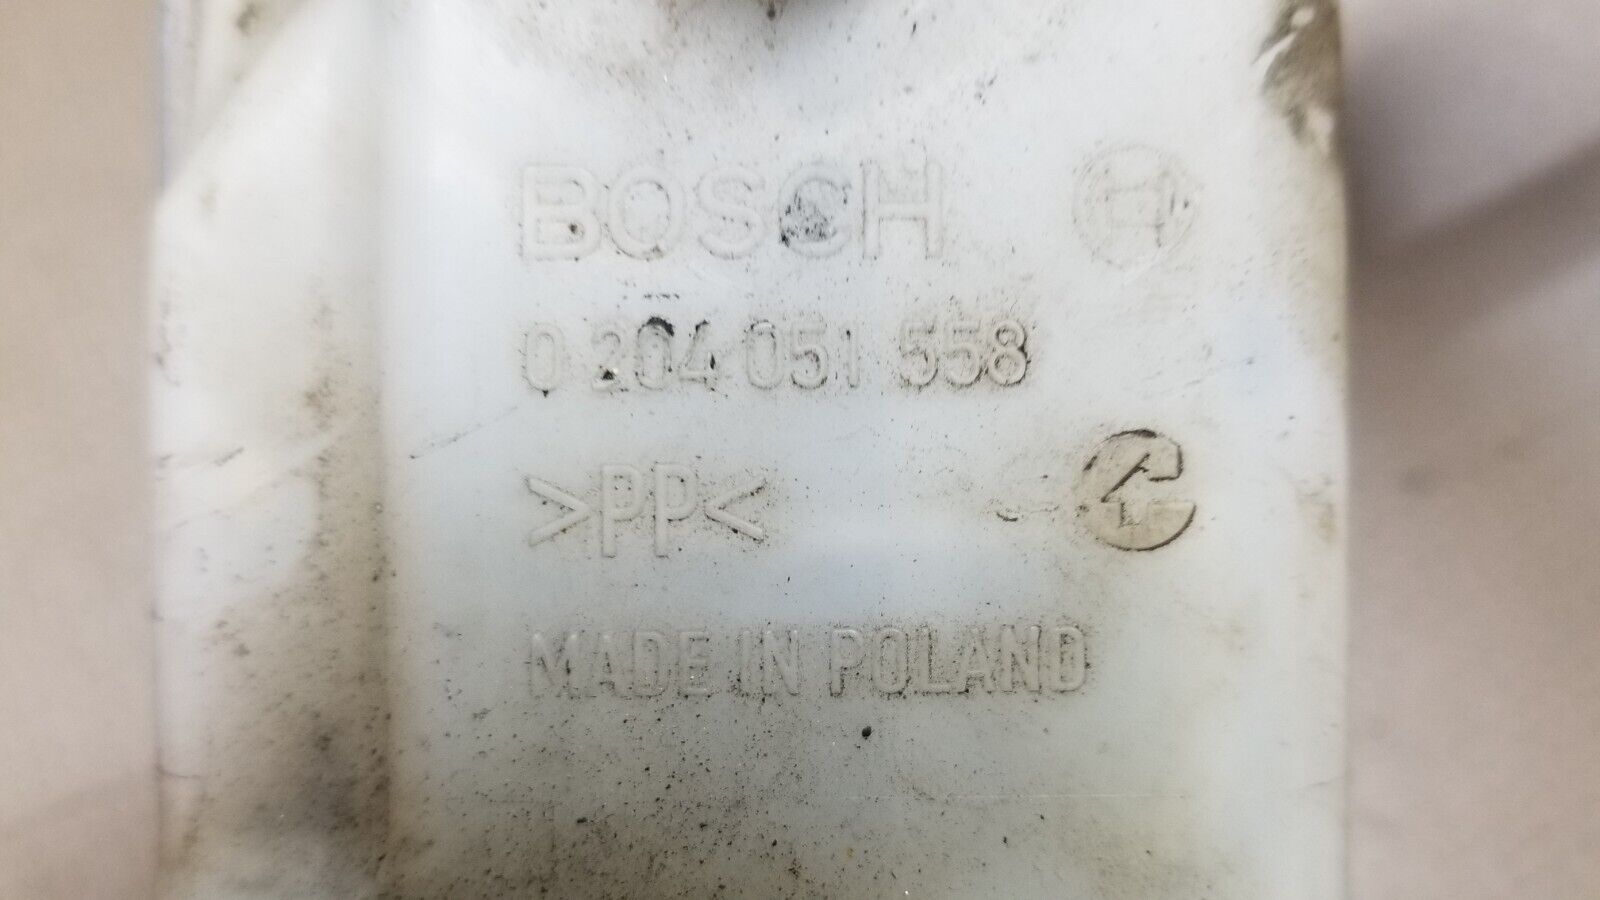 BOSCH
0 204 051 558
>PP<
MADE IN POLAND